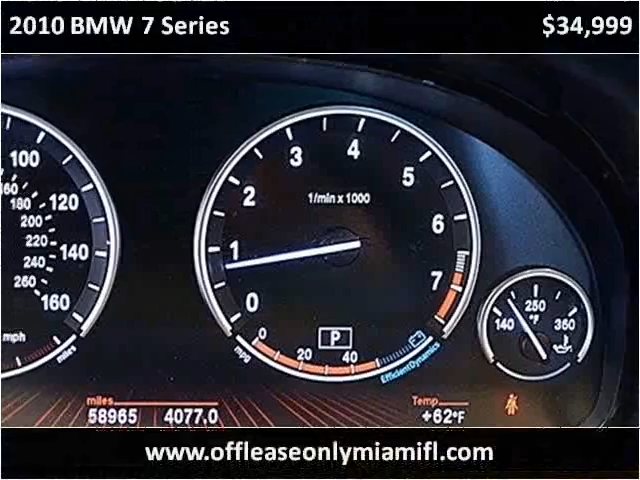 2010 BMW 7 Series $34,999
100
160
180
120
200
220
140
240
260
160
mph
miles
1/min x 1000
0
1
2
3
4
5
6
7
P
mpg
0
20
40
EfficientDynamics
140
250
°F
360
miles
58965 4077.0
Temp.
+62°F
www.offleaseonlymiamifl.com